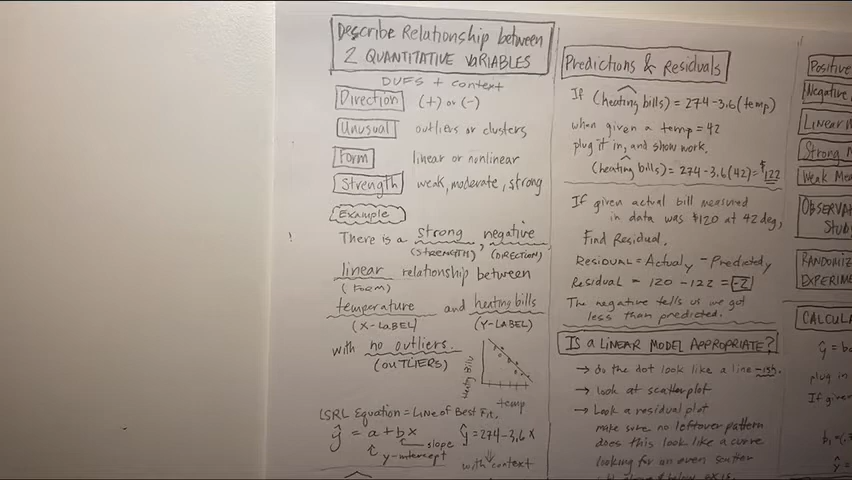 Describe Relationship between
2 QUANTITATIVE VARIABLES
DUFS + context
Direction (+) or (-)
Unusual outliers or clusters
Form linear or nonlinear
Strength weak, moderate, strong
Example
There is a strong, negative
(STRENGTH) (DIRECTION)
linear relationship between
(FORM)
temperature and heating bills
(X-LABEL) (Y-LABEL)
with no outliers.
(OUTLIERS)
temp
LSRL Equation = Line of Best Fit.
ŷ = a + bx ŷ = 274 - 3.6 x
slope
y-intercept
with context
Predictions & Residuals
If (heating bills) = 274 - 3.6 (temp)
when given a temp = 42
plug it in, and show work.
(heating bills) = 274 - 3.6 (42) = $122
If given actual bill measured
in data was $120 at 42 deg,
Find Residual.
RESIDUAL = Actual y - Predicted y
Residual = 120 - 122 = -2
The negative tells us we got
less than predicted.
IS A LINEAR MODEL APPROPRIATE?
→ do the dot look like a line -ish.
→ look at scatterplot
→ Look a residual plot
make sure no leftover pattern
does this look like a curve
looking for an even scatter
Positive
Negative
Linear
Strong
Weak
OBSERVA
Stu
RANDOMIZ
EXPERIME
CALCULA
plug in
If given